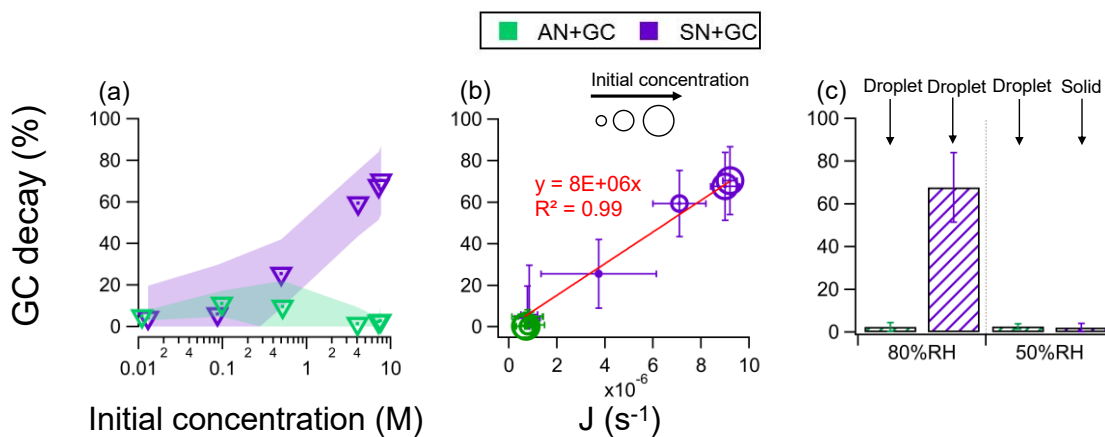 AN+GC SN+GC
(a)
GC decay (%)
100
80
60
40
20
0
0.01
2
4
0.1
2
4
1
2
4
10
Initial concentration (M)
(b)
Initial concentration
y = 8E+06x
R² = 0.99
100
80
60
40
20
0
0
2
4
6
8
10
x10⁻⁶
J (s⁻¹)
(c)
Droplet Droplet Droplet Solid
100
80
60
40
20
0
80%RH 50%RH